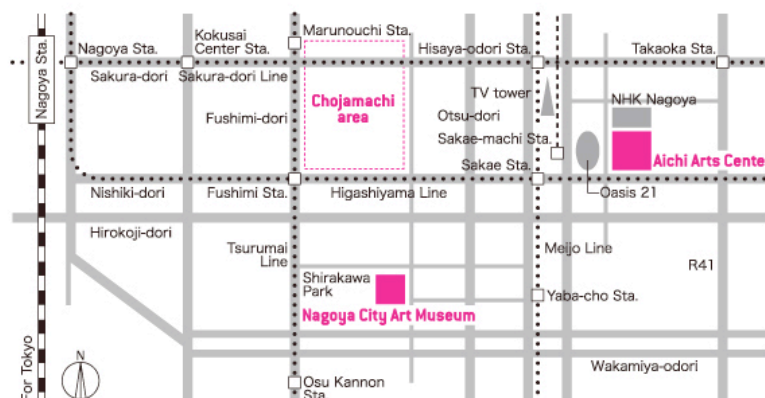 Kokusai
Center Sta.
Marunouchi Sta.
Nagoya Sta.
Hisaya-odori Sta.
Takaoka Sta.
Nagoya Sta.
Sakura-dori
Sakura-dori Line
TV tower
NHK Nagoya
Chojamachi
area
Fushimi-dori
Otsu-dori
Sakae-machi Sta.
Sakae Sta.
Aichi Arts Center
Nishiki-dori
Fushimi Sta.
Higashiyama Line
Oasis 21
Hirokoji-dori
Tsurumai
Line
Meijo Line
R41
Shirakawa
Park
Yaba-cho Sta.
Nagoya City Art Museum
For Tokyo
N
Wakamiya-odori
Osu Kannon
Sta.